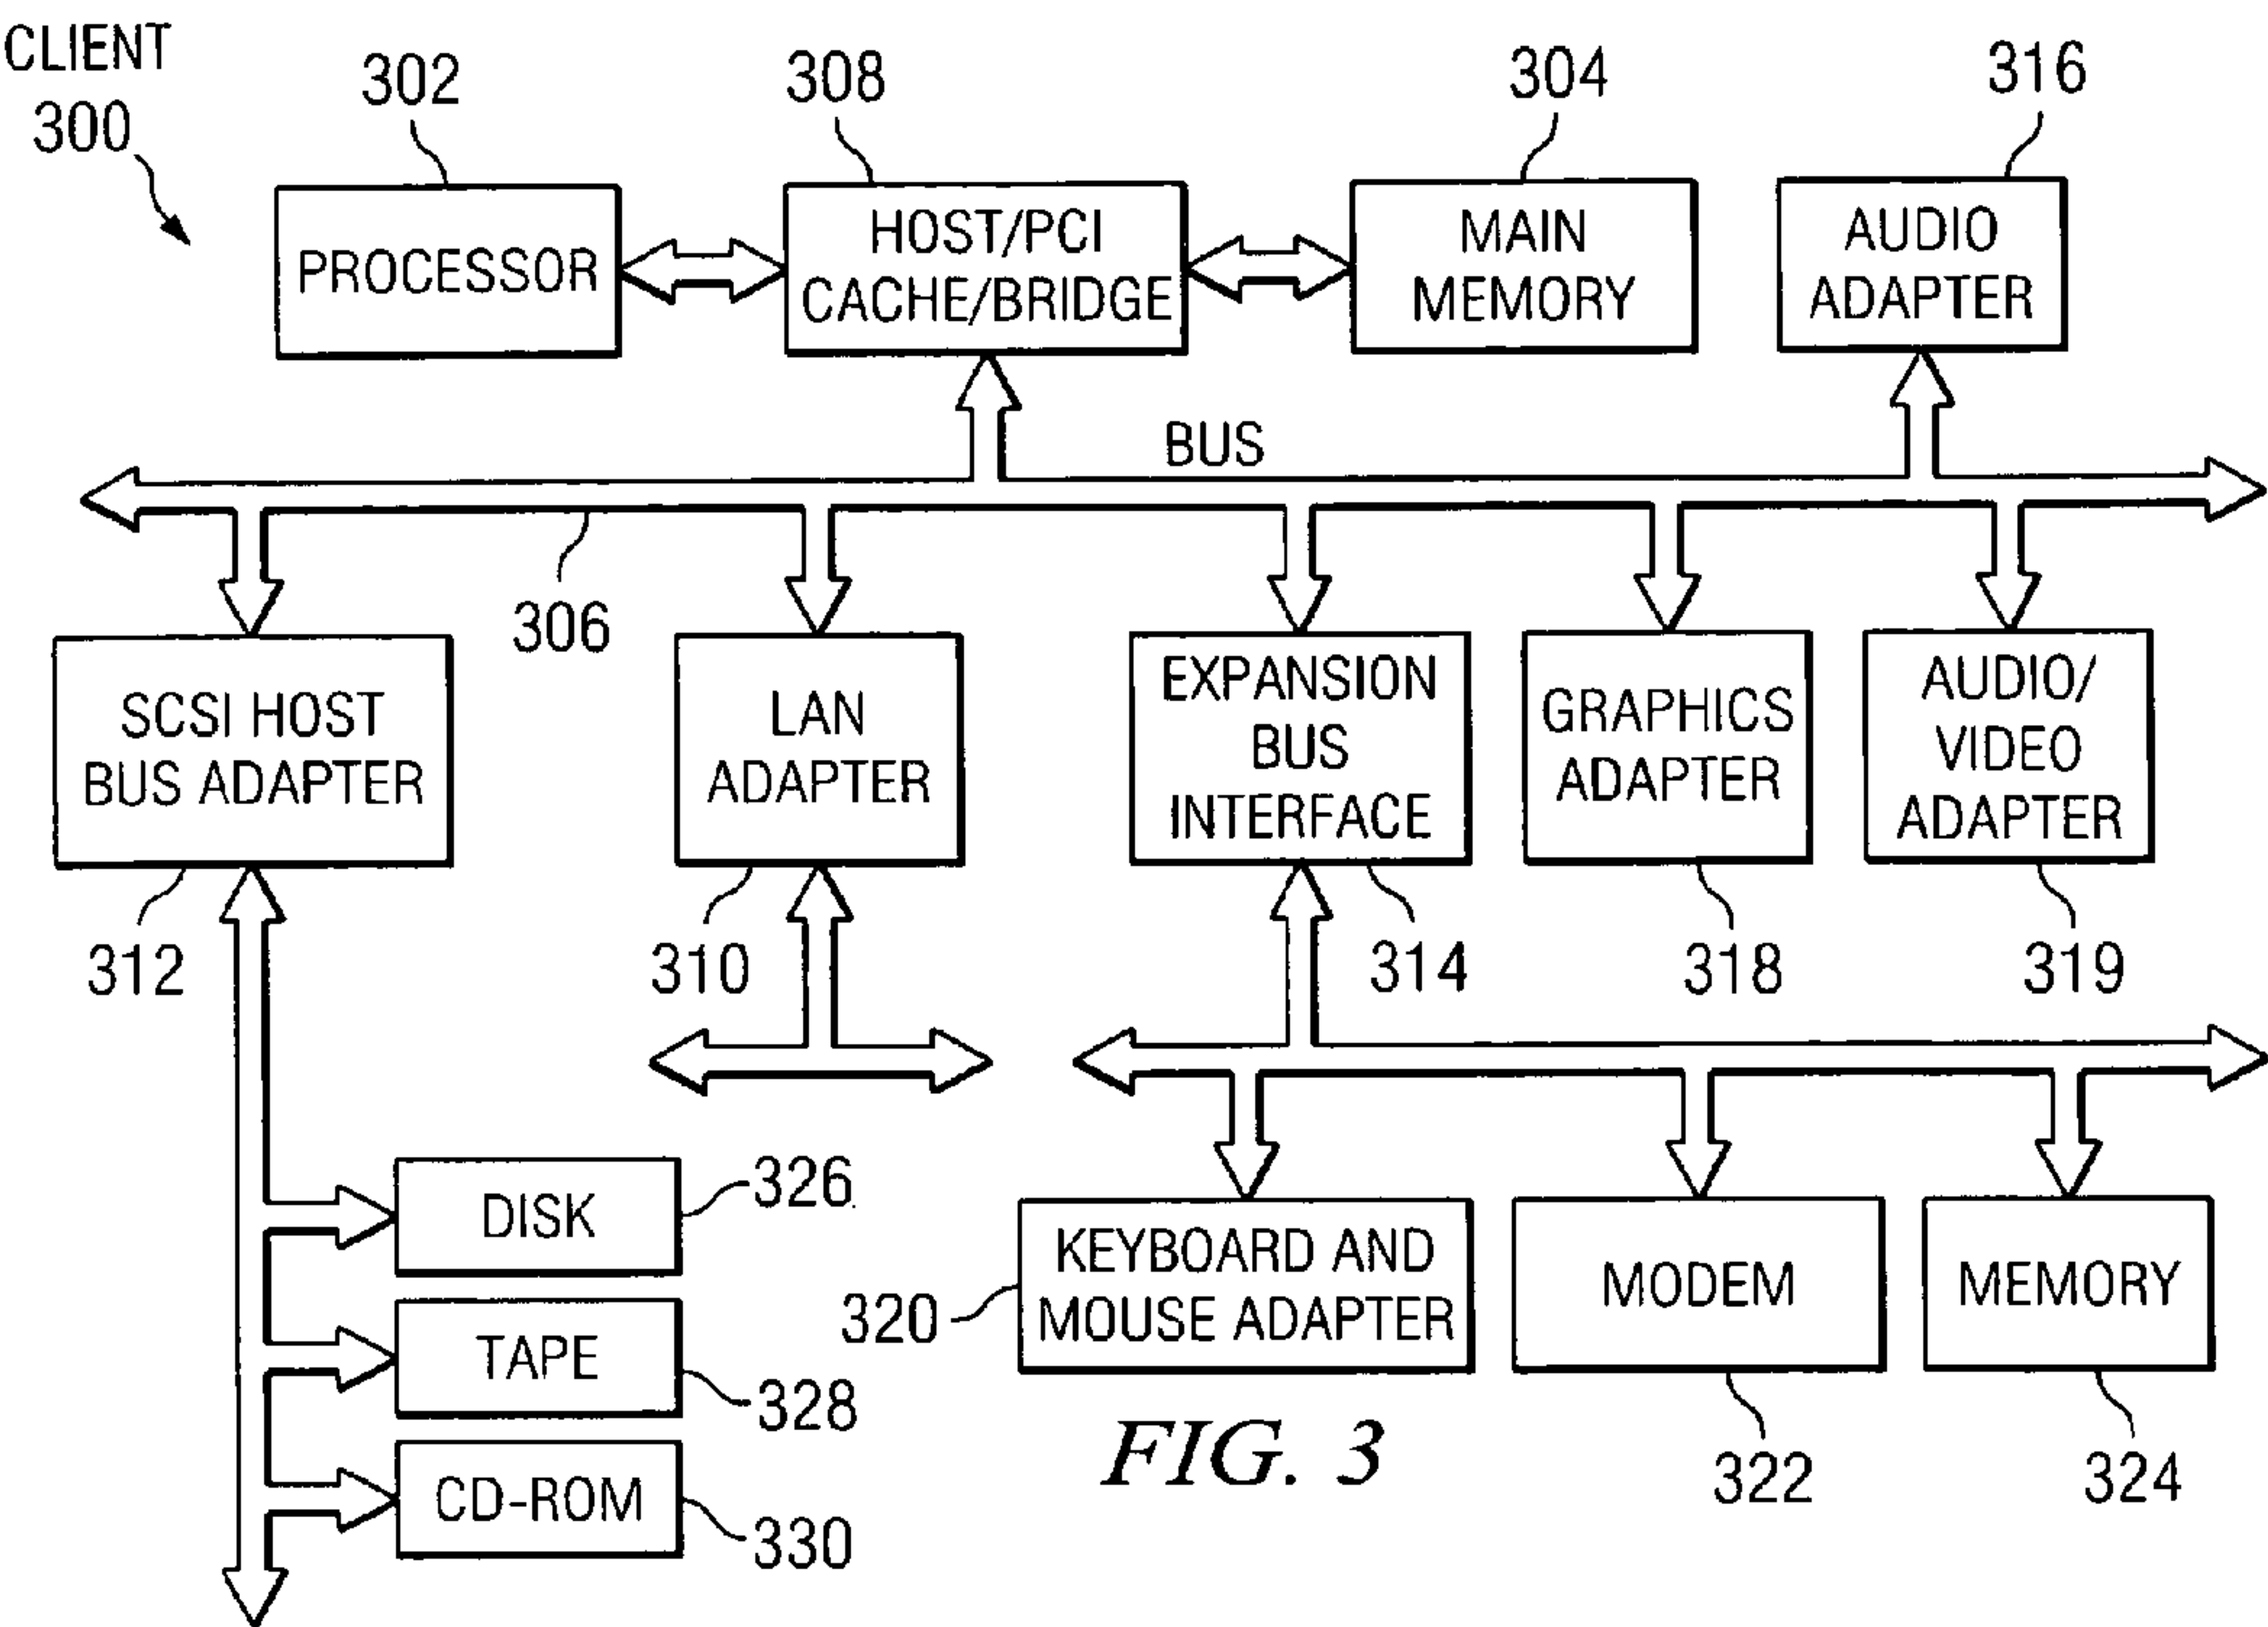 CLIENT
300
302
308
304
316
PROCESSOR
HOST/PCI
CACHE/BRIDGE
MAIN
MEMORY
AUDIO
ADAPTER
BUS
306
SCSI HOST
BUS ADAPTER
LAN
ADAPTER
EXPANSION
BUS
INTERFACE
GRAPHICS
ADAPTER
AUDIO/
VIDEO
ADAPTER
312
310
314
318
319
DISK
326
TAPE
328
CD-ROM
330
320
KEYBOARD AND
MOUSE ADAPTER
MODEM
MEMORY
322
324
FIG. 3